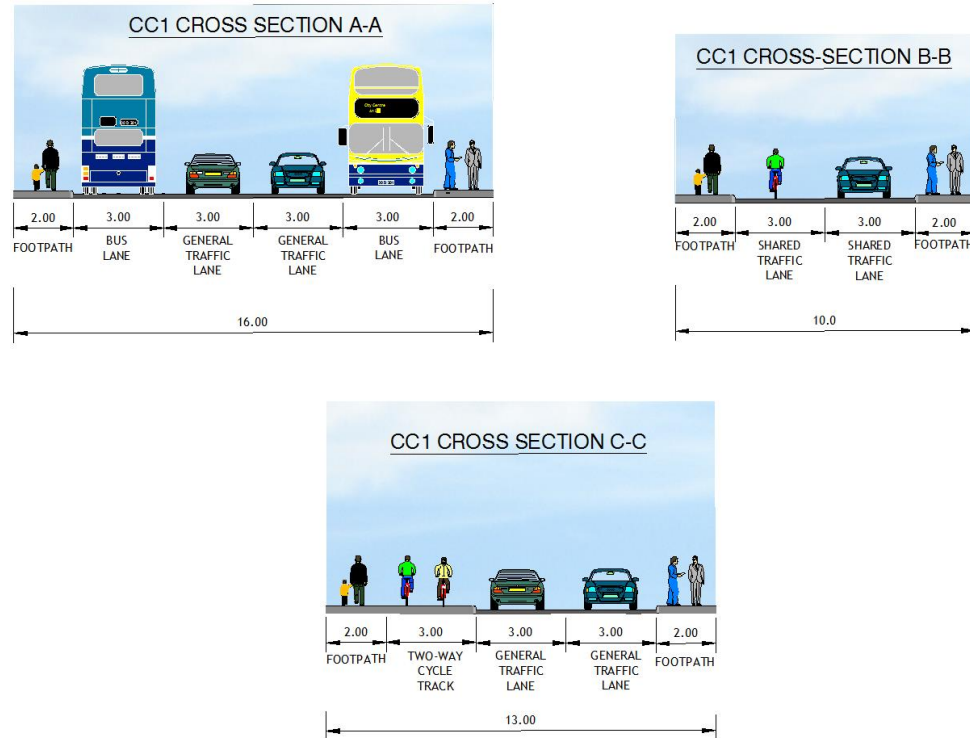 CC1 CROSS SECTION A-A
City Centre
2.00 3.00 3.00 3.00 3.00 2.00
FOOTPATH BUS LANE GENERAL TRAFFIC LANE GENERAL TRAFFIC LANE BUS LANE FOOTPATH
16.00
CC1 CROSS-SECTION B-B
2.00 3.00 3.00 2.00
FOOTPATH SHARED TRAFFIC LANE SHARED TRAFFIC LANE FOOTPATH
10.0
CC1 CROSS SECTION C-C
2.00 3.00 3.00 3.00 2.00
FOOTPATH TWO-WAY CYCLE TRACK GENERAL TRAFFIC LANE GENERAL TRAFFIC LANE FOOTPATH
13.00